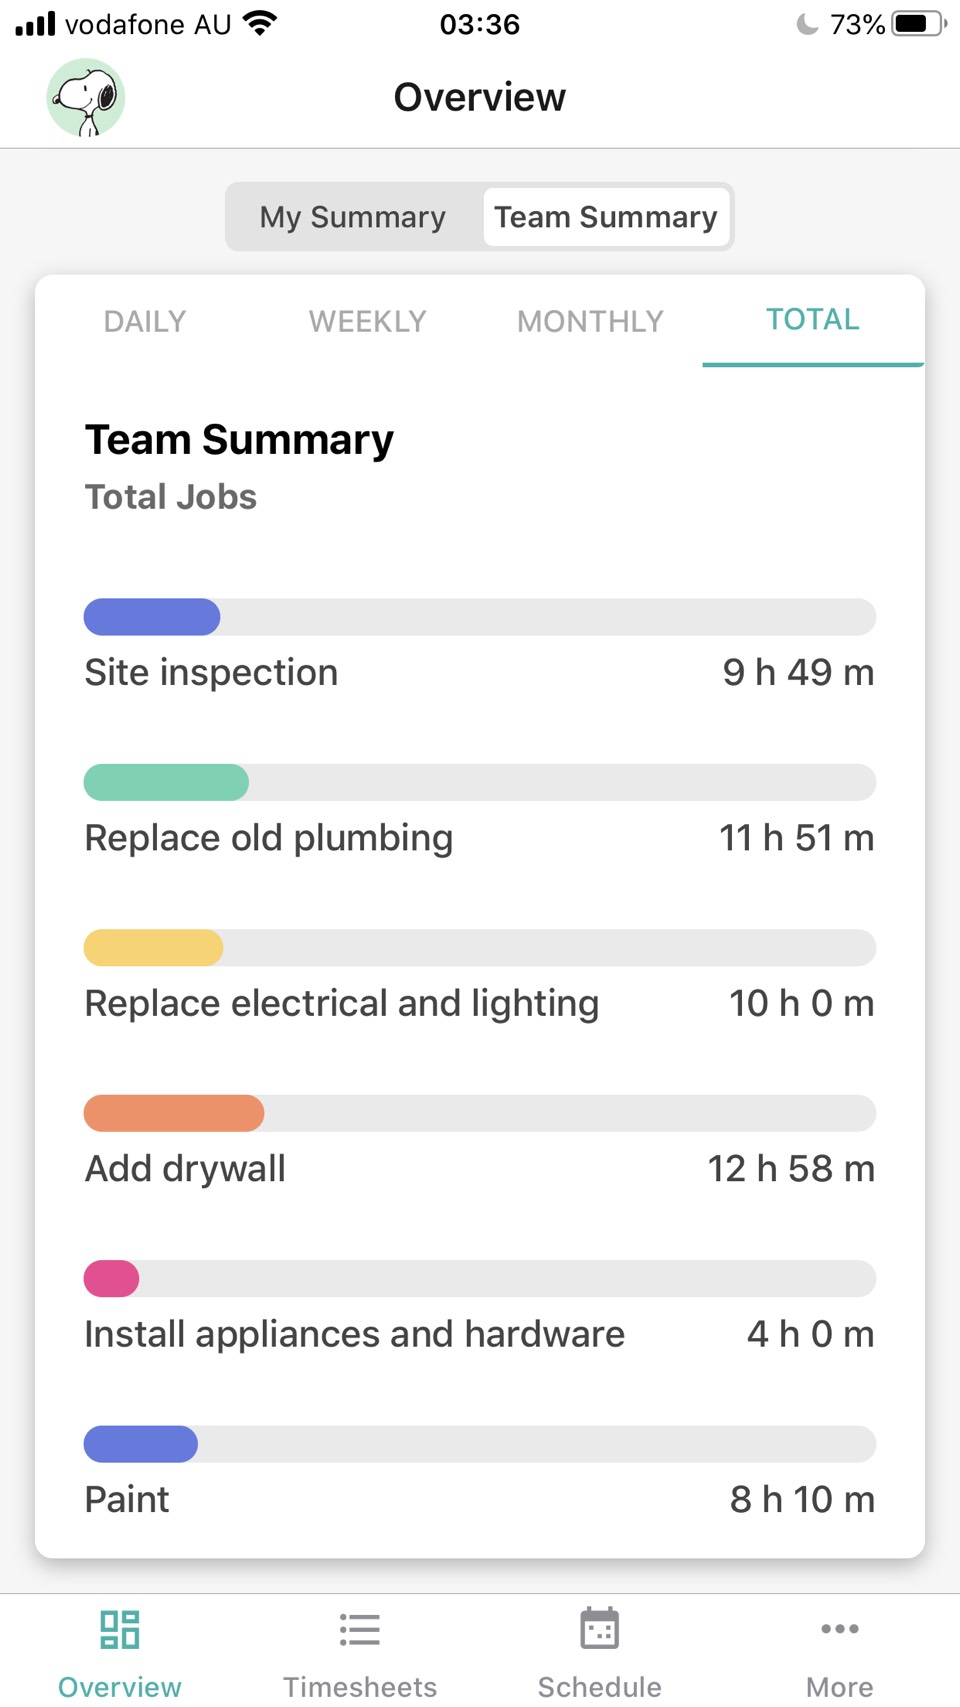 vodafone AU 03:36 73%
Overview
My Summary Team Summary
DAILY WEEKLY MONTHLY TOTAL
Team Summary
Total Jobs
Site inspection 9 h 49 m
Replace old plumbing 11 h 51 m
Replace electrical and lighting 10 h 0 m
Add drywall 12 h 58 m
Install appliances and hardware 4 h 0 m
Paint 8 h 10 m
Overview Timesheets Schedule More